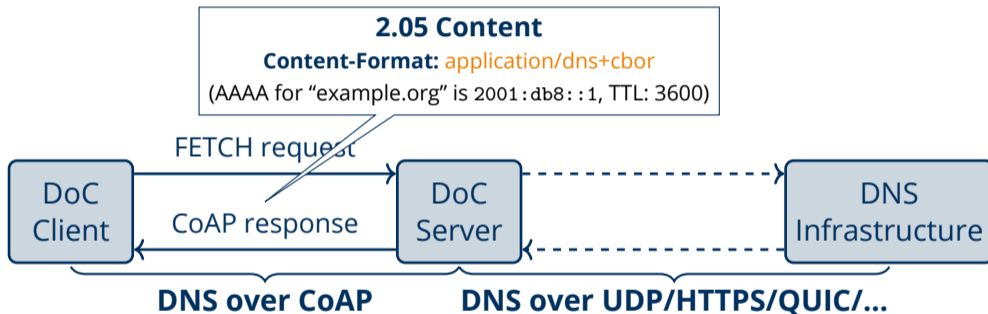 2.05 Content
Content-Format: application/dns+cbor
(AAAA for “example.org” is 2001:db8::1, TTL: 3600)
FETCH request
DoC
Client
CoAP response
DoC
Server
DNS
Infrastructure
DNS over CoAP
DNS over UDP/HTTPS/QUIC/...